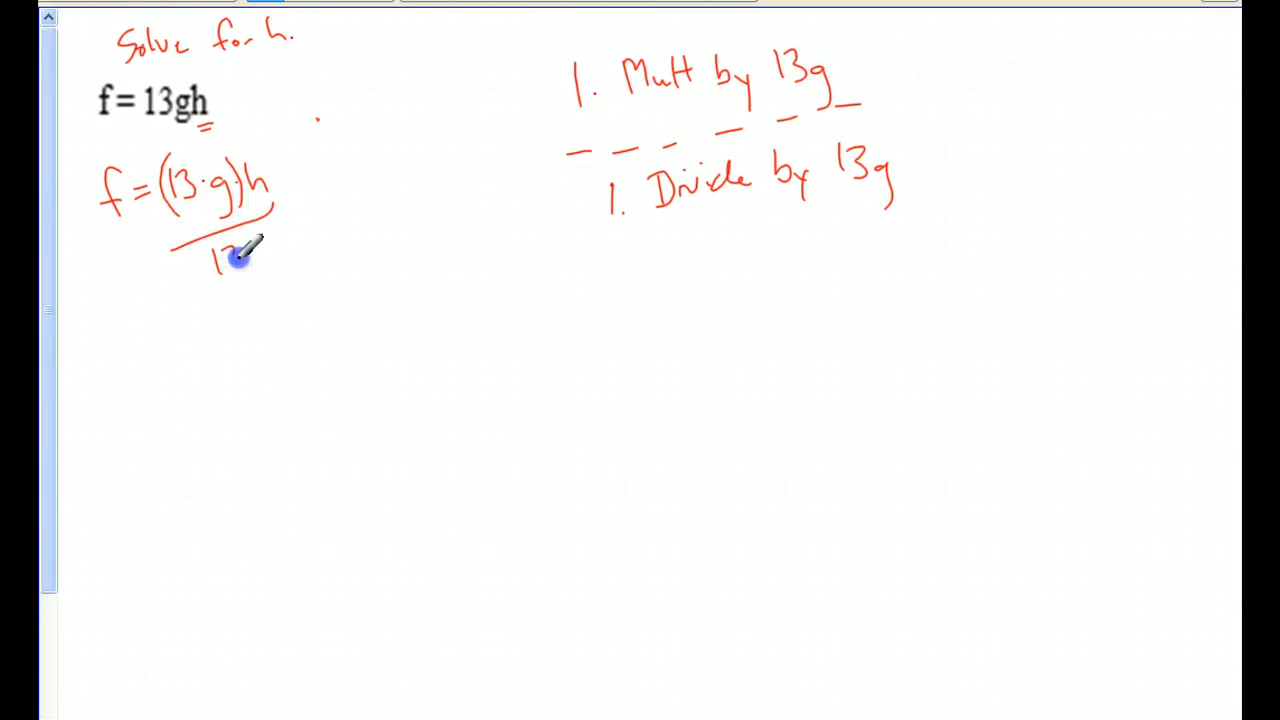 Solve for h.
f = 13gh
f = (13·g)·h
1. Mult by 13g
1. Divide by 13g